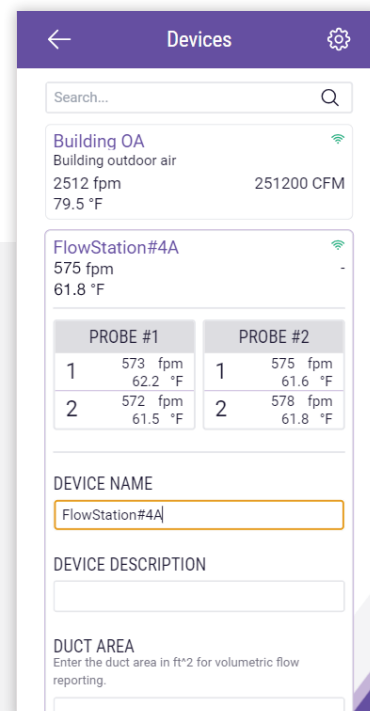 Devices
Search...
Building OA
Building outdoor air
2512 fpm 251200 CFM
79.5 °F
FlowStation#4A
575 fpm -
61.8 °F
PROBE #1 PROBE #2
1 573 fpm 1 575 fpm
62.2 °F 61.6 °F
2 572 fpm 2 578 fpm
61.5 °F 61.8 °F
DEVICE NAME
FlowStation#4A
DEVICE DESCRIPTION
DUCT AREA
Enter the duct area in ft^2 for volumetric flow
reporting.